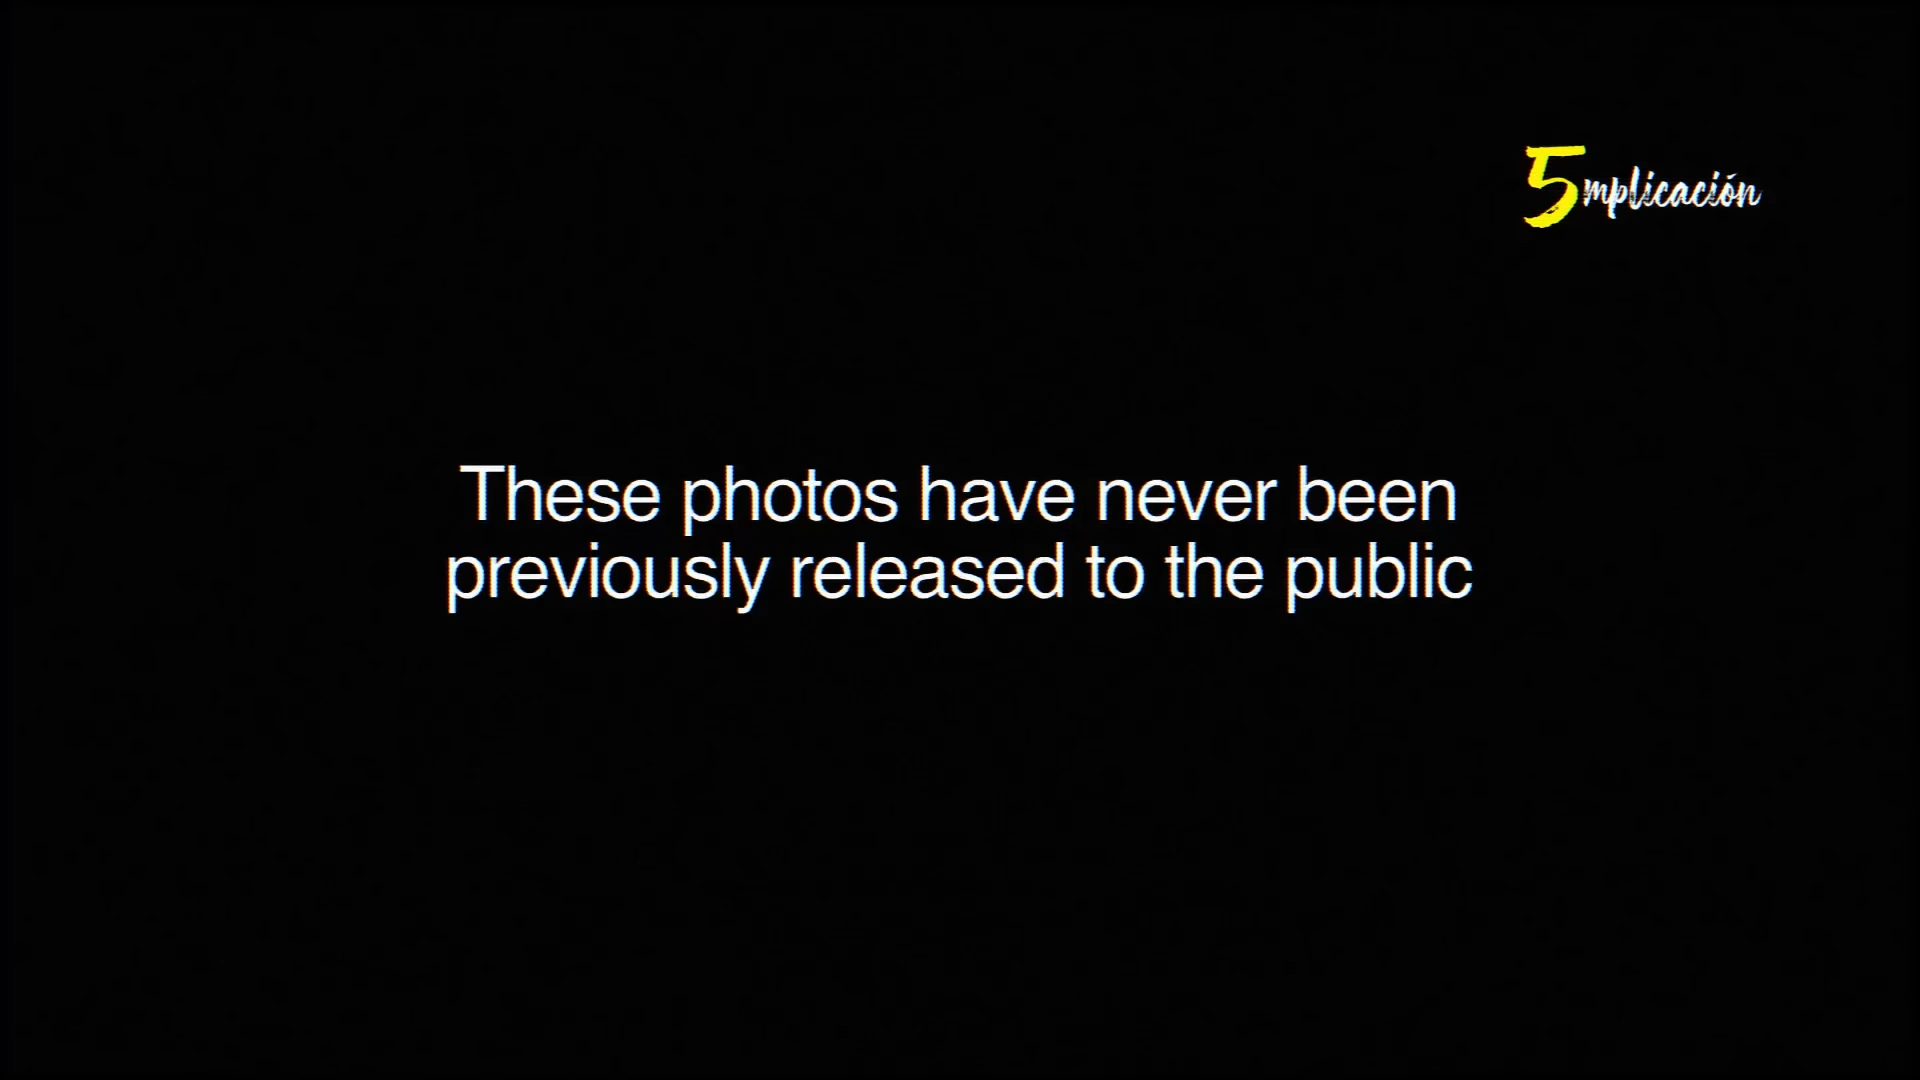 5mplicación
These photos have never been
previously released to the public